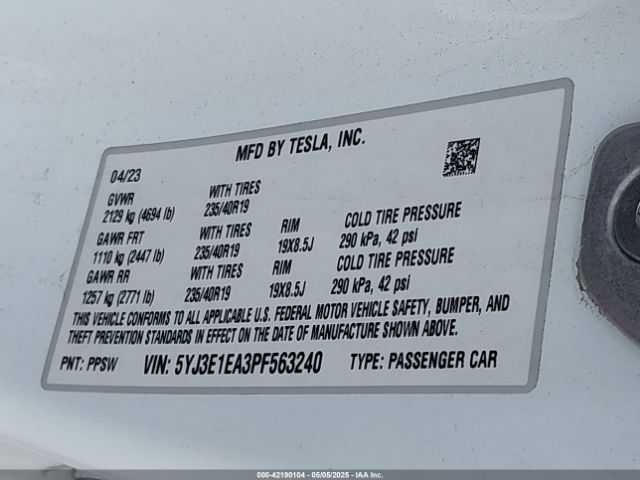 MFD BY TESLA, INC.
04/23
GVWR WITH TIRES
2129 kg (4694 lb) 235/40R19
GAWR FRT WITH TIRES RIM COLD TIRE PRESSURE
1110 kg (2447 lb) 235/40R19 19X8.5J 290 kPa, 42 psi
GAWR RR WITH TIRES RIM COLD TIRE PRESSURE
1257 kg (2771 lb) 235/40R19 19X8.5J 290 kPa, 42 psi
THIS VEHICLE CONFORMS TO ALL APPLICABLE U.S. FEDERAL MOTOR VEHICLE SAFETY, BUMPER, AND
THEFT PREVENTION STANDARDS IN EFFECT ON THE DATE OF MANUFACTURE SHOWN ABOVE.
PNT: PPSW VIN: 5YJ3E1EA3PF563240 TYPE: PASSENGER CAR
000-42190104 - 05/05/2025 - IAA Corp.